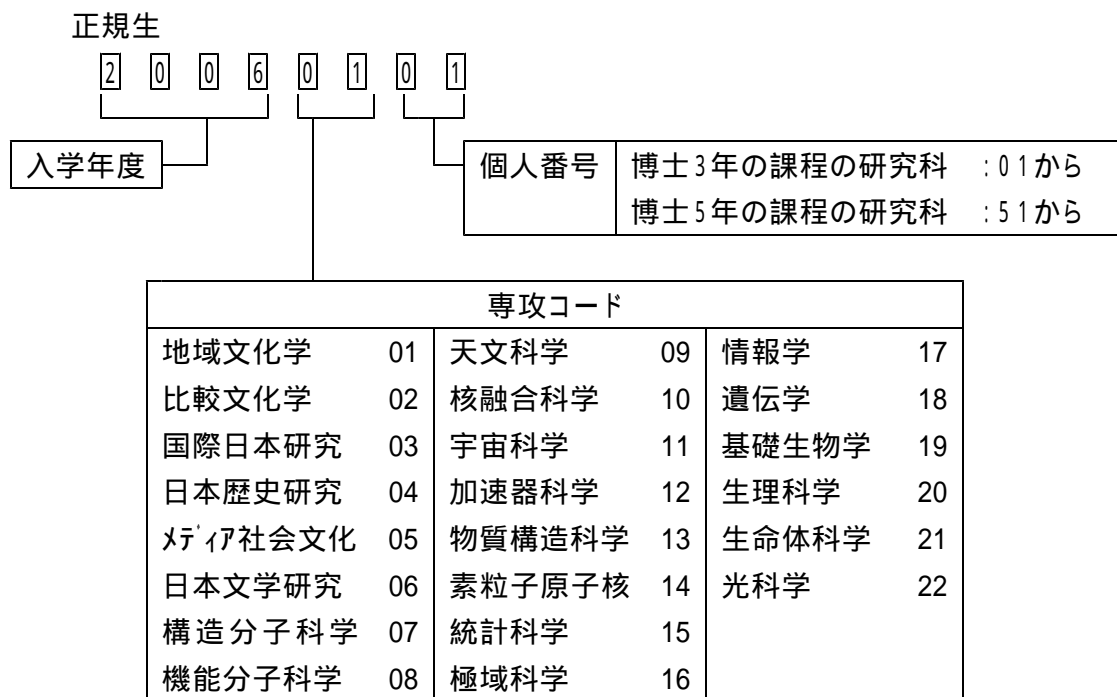 正規生
2 0 0 6 0 1 0 1
入学年度
個人番号 博士3年の課程の研究科 :01から
博士5年の課程の研究科 :51から
専攻コード
地域文化学 01 天文科学 09 情報学 17
比較文化学 02 核融合科学 10 遺伝学 18
国際日本研究 03 宇宙科学 11 基礎生物学 19
日本歴史研究 04 加速器科学 12 生理科学 20
ﾒﾃﾞｨｱ社会文化 05 物質構造科学 13 生命体科学 21
日本文学研究 06 素粒子原子核 14 光科学 22
構造分子科学 07 統計科学 15
機能分子科学 08 極域科学 16